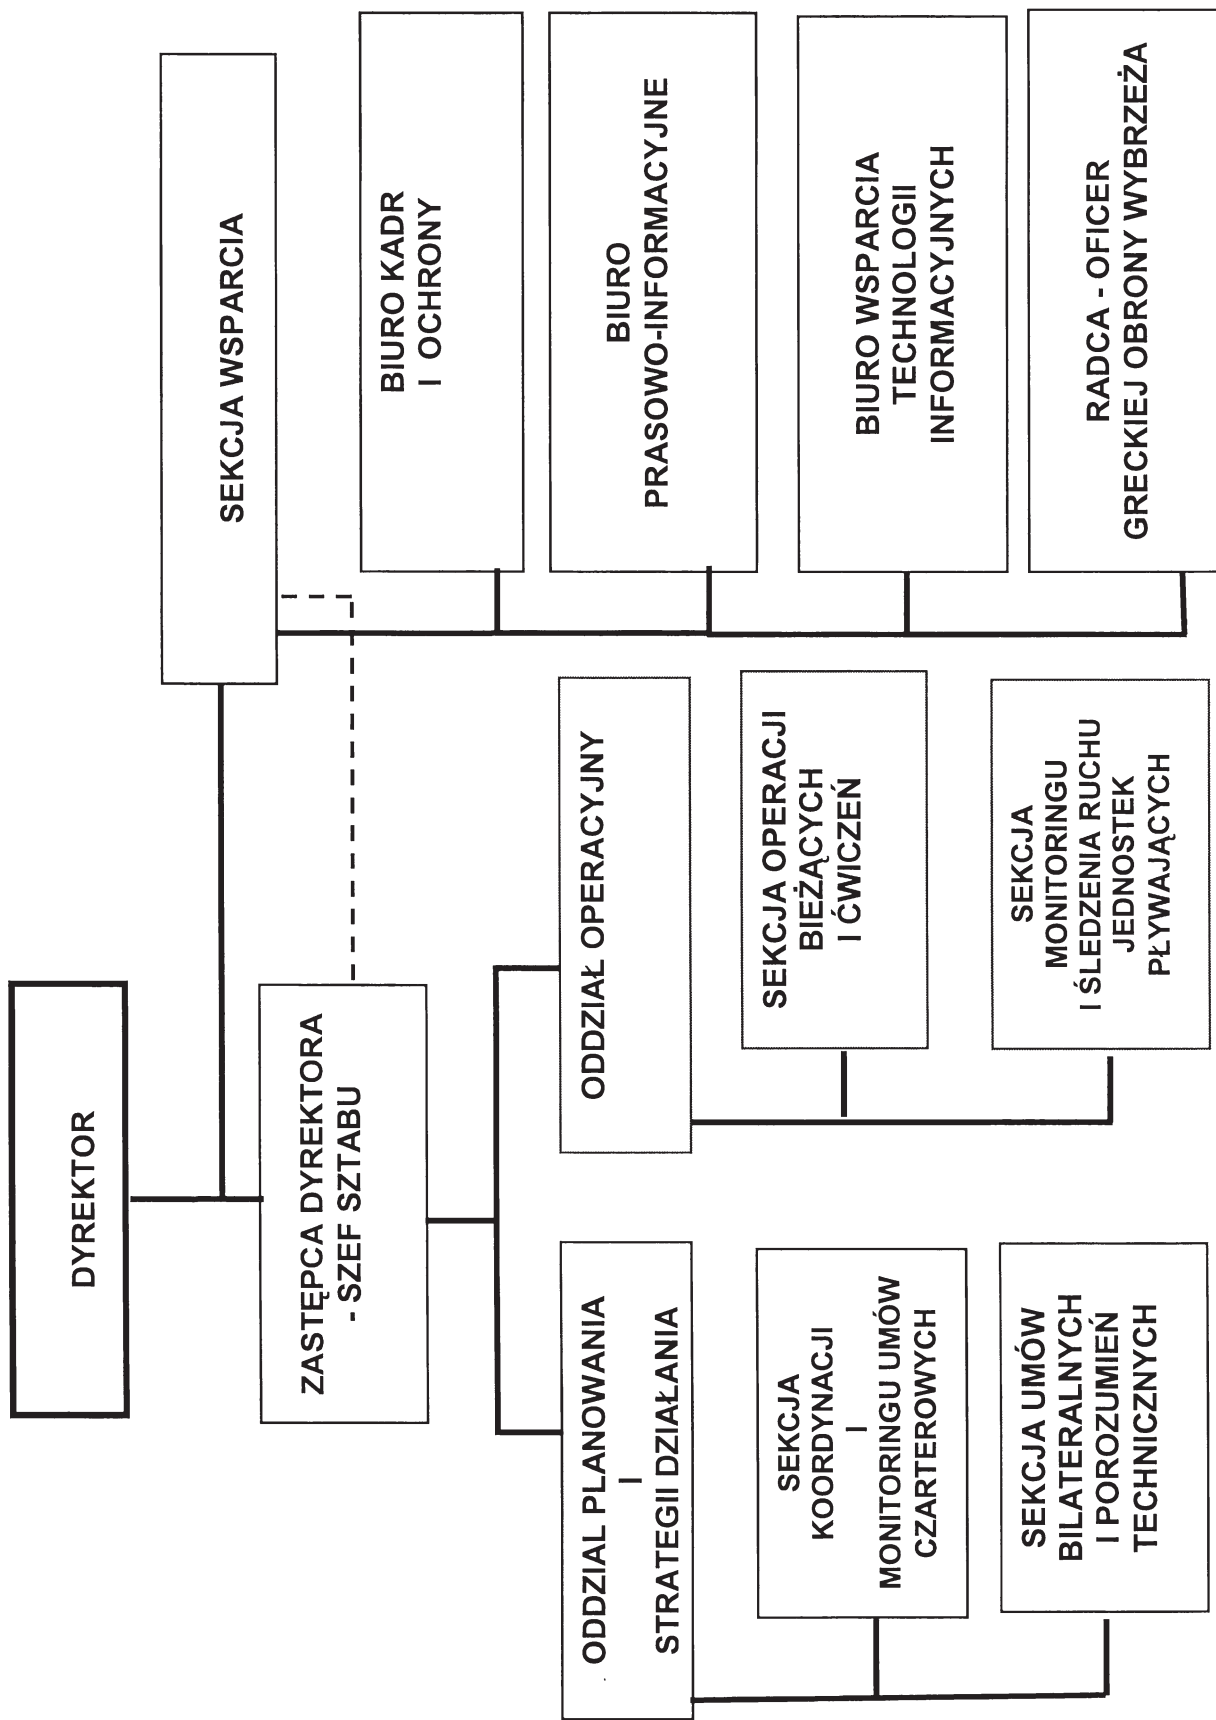 DYREKTOR
SEKCJA WSPARCIA
ZASTĘPCA DYREKTORA
- SZEF SZTABU
ODDZIAŁ PLANOWANIA
I
STRATEGII DZIAŁANIA
SEKCJA
KOORDYNACJI
I
MONITORINGU UMÓW
CZARTEROWYCH
SEKCJA UMÓW
BILATERALNYCH
I POROZUMIEŃ
TECHNICZNYCH
ODDZIAŁ OPERACYJNY
SEKCJA OPERACJI
BIEŻĄCYCH
I ĆWICZEŃ
SEKCJA
MONITORINGU
I ŚLEDZENIA RUCHU
JEDNOSTEK
PŁYWAJĄCYCH
BIURO KADR
I OCHRONY
BIURO
PRASOWO-INFORMACYJNE
BIURO WSPARCIA
TECHNOLOGII
INFORMACYJNYCH
RADCA - OFICER
GRECKIEJ OBRONY WYBRZEŻA